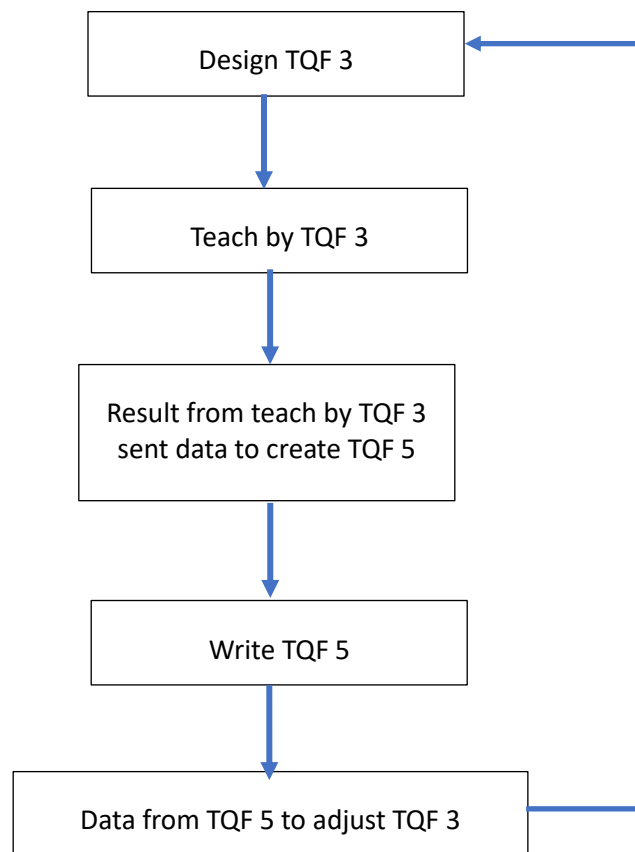 Design TQF 3
Teach by TQF 3
Result from teach by TQF 3
sent data to create TQF 5
Write TQF 5
Data from TQF 5 to adjust TQF 3